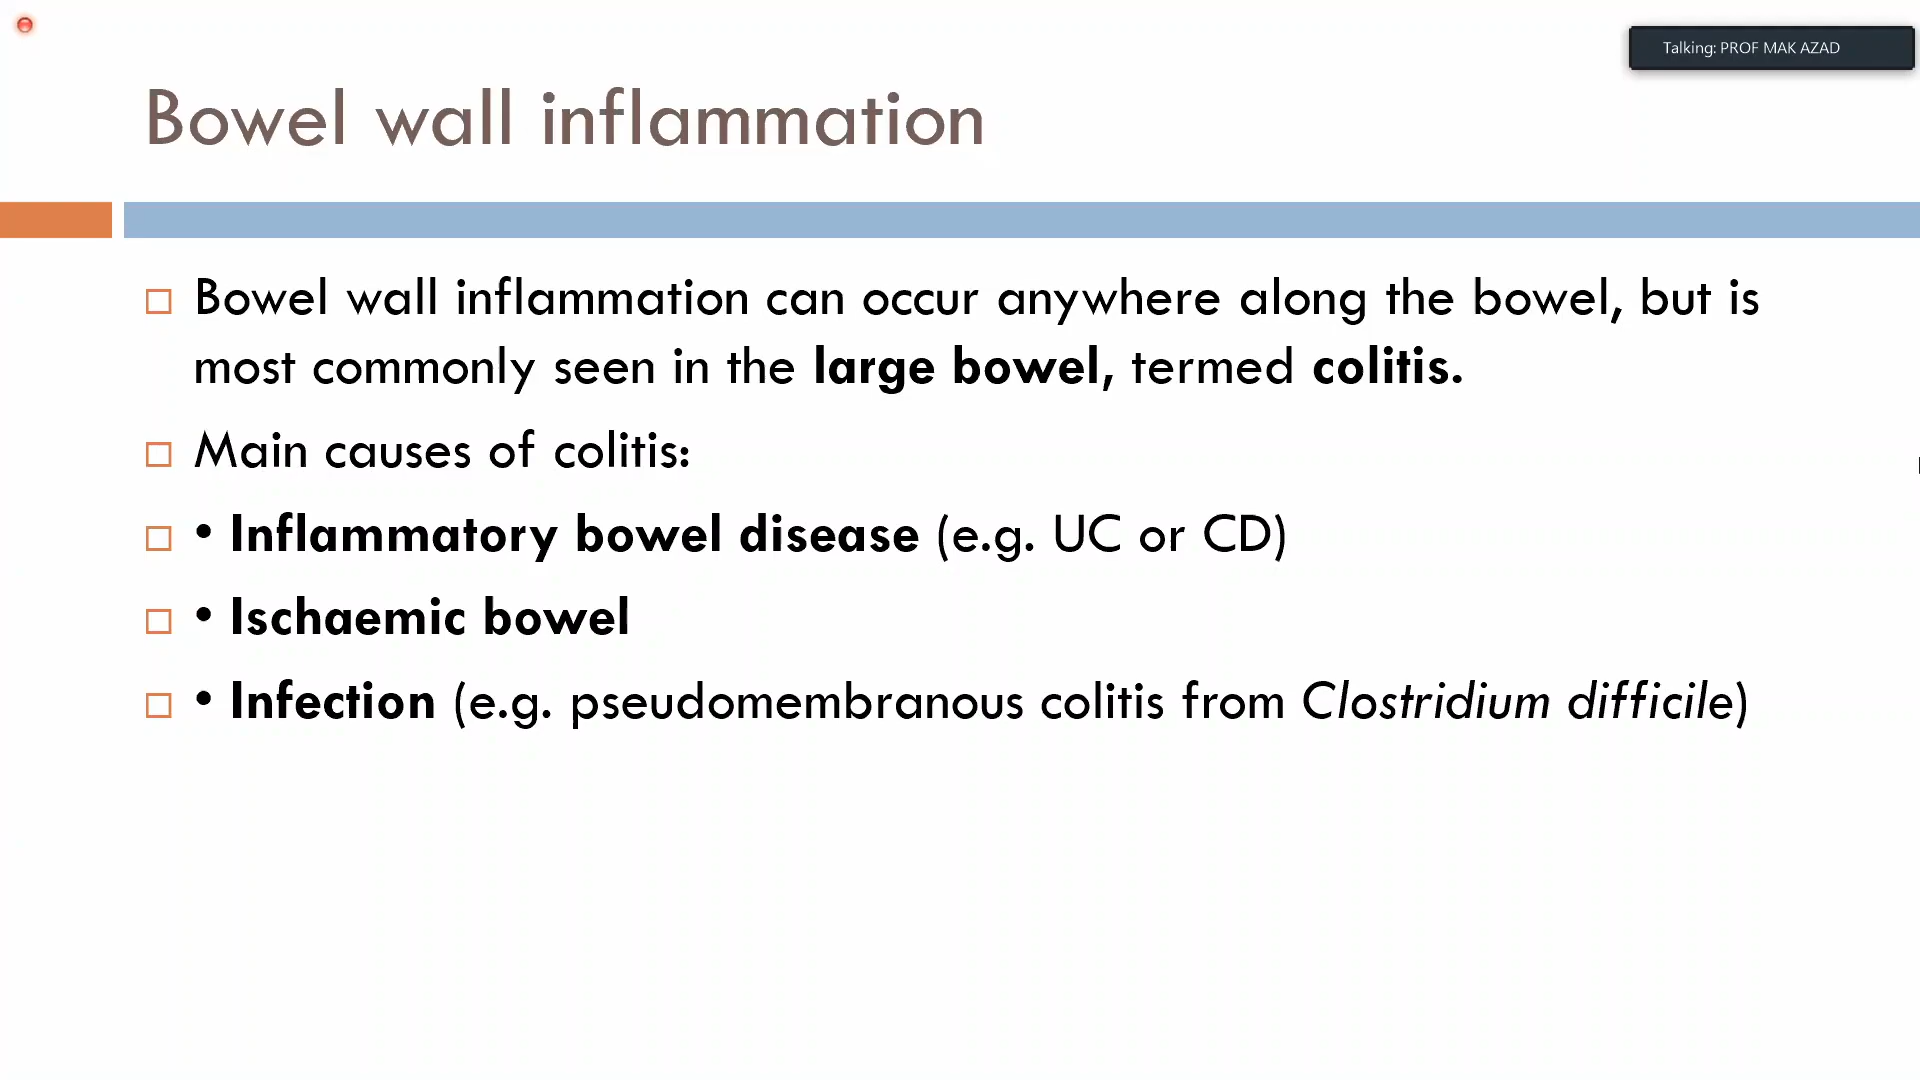 Talking: PROF MAK AZAD
Bowel wall inflammation
Bowel wall inflammation can occur anywhere along the bowel, but is
most commonly seen in the large bowel, termed colitis.
Main causes of colitis:
• Inflammatory bowel disease (e.g. UC or CD)
• Ischaemic bowel
• Infection (e.g. pseudomembranous colitis from Clostridium difficile)